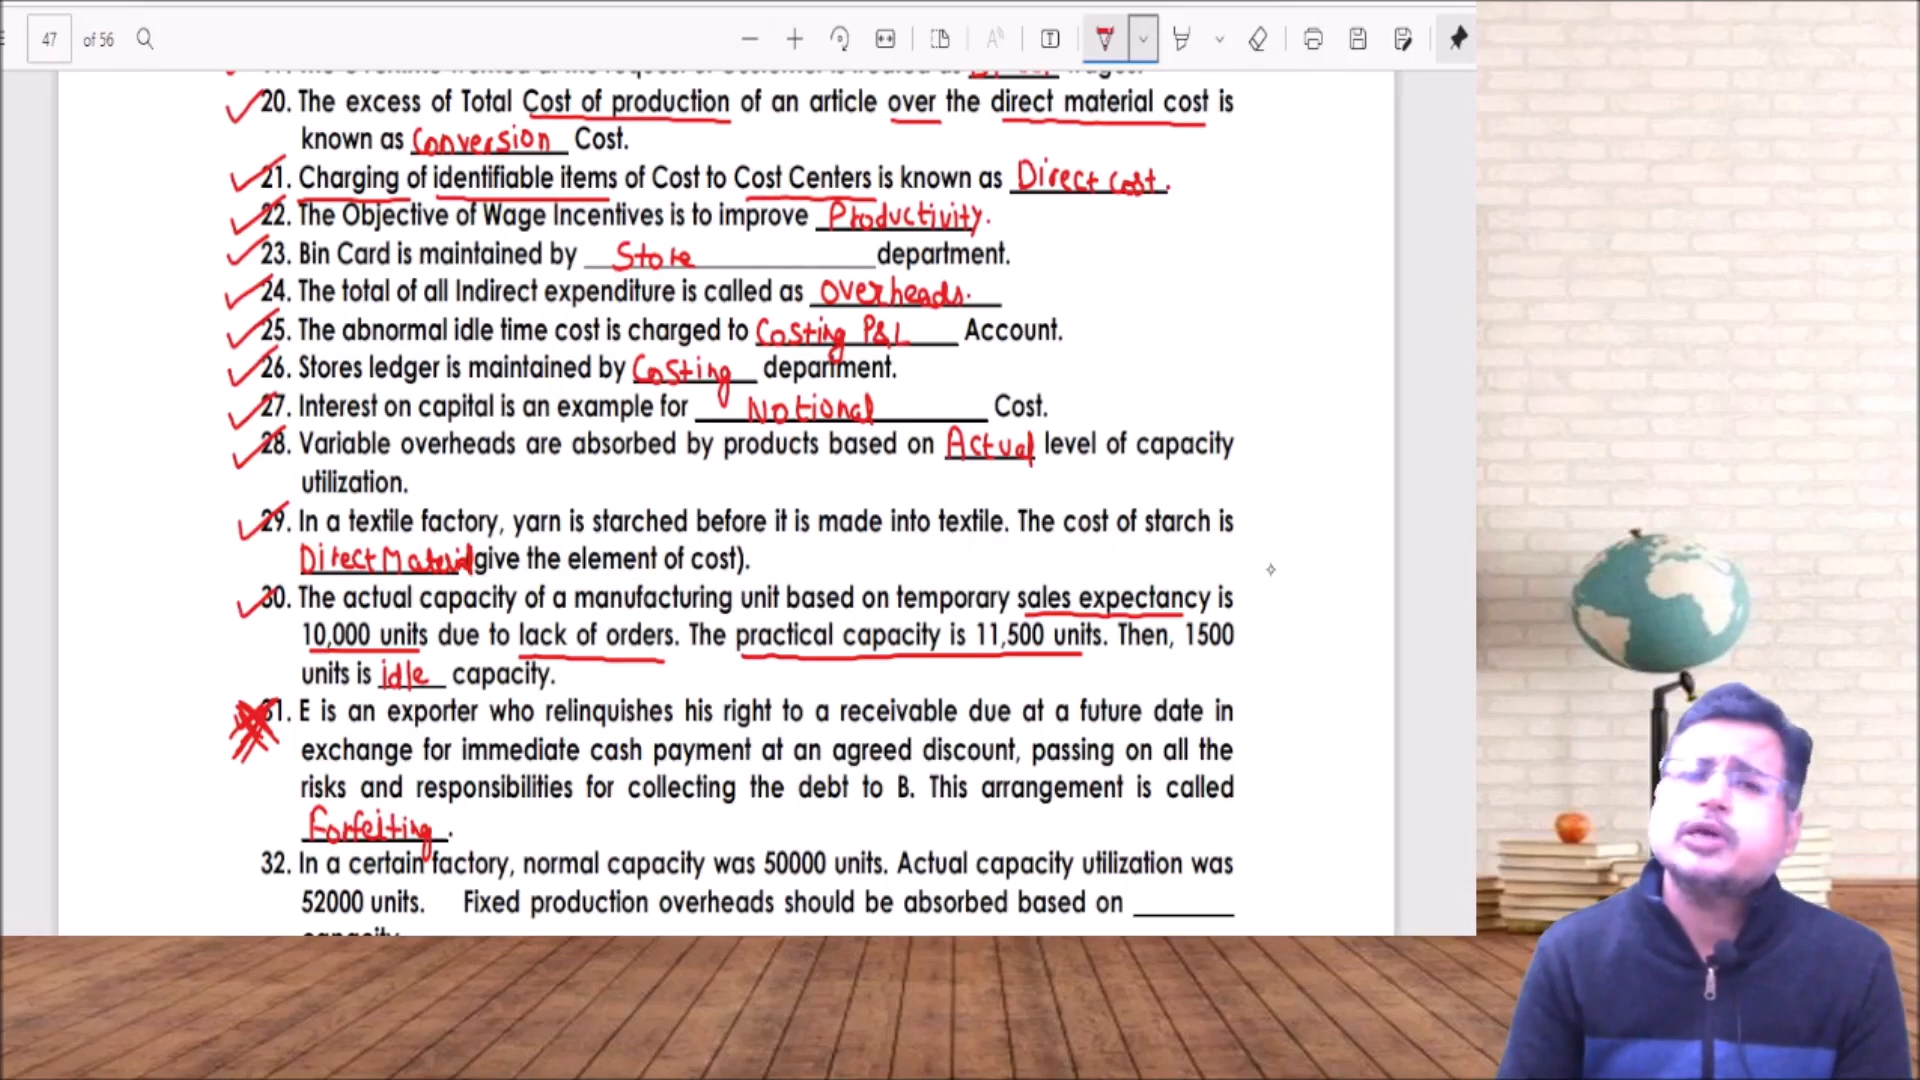 47 of 56
20. The excess of Total Cost of production of an article over the direct material cost is
known as Conversion Cost.
21. Charging of identifiable items of Cost to Cost Centers is known as Direct cost.
22. The Objective of Wage Incentives is to improve Productivity.
23. Bin Card is maintained by Store department.
24. The total of all Indirect expenditure is called as overheads.
25. The abnormal idle time cost is charged to Costing P&L Account.
26. Stores ledger is maintained by Costing department.
27. Interest on capital is an example for Notional Cost.
28. Variable overheads are absorbed by products based on Actual level of capacity
utilization.
29. In a textile factory, yarn is starched before it is made into textile. The cost of starch is
Direct Material give the element of cost).
30. The actual capacity of a manufacturing unit based on temporary sales expectancy is
10,000 units due to lack of orders. The practical capacity is 11,500 units. Then, 1500
units is idle capacity.
31. E is an exporter who relinquishes his right to a receivable due at a future date in
exchange for immediate cash payment at an agreed discount, passing on all the
risks and responsibilities for collecting the debt to B. This arrangement is called
Forfeiting.
32. In a certain factory, normal capacity was 50000 units. Actual capacity utilization was
52000 units. Fixed production overheads should be absorbed based on